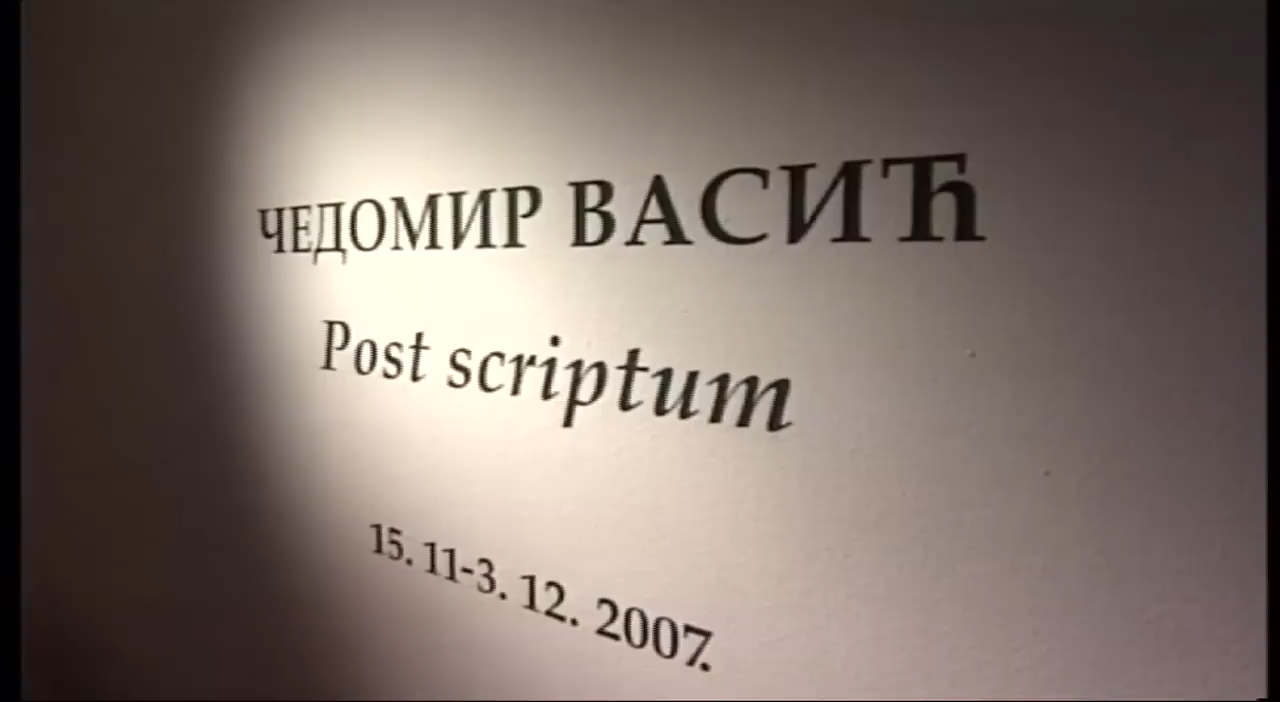 ЧЕДОМИР ВАСИЋ
Post scriptum
15. 11-3. 12. 2007.